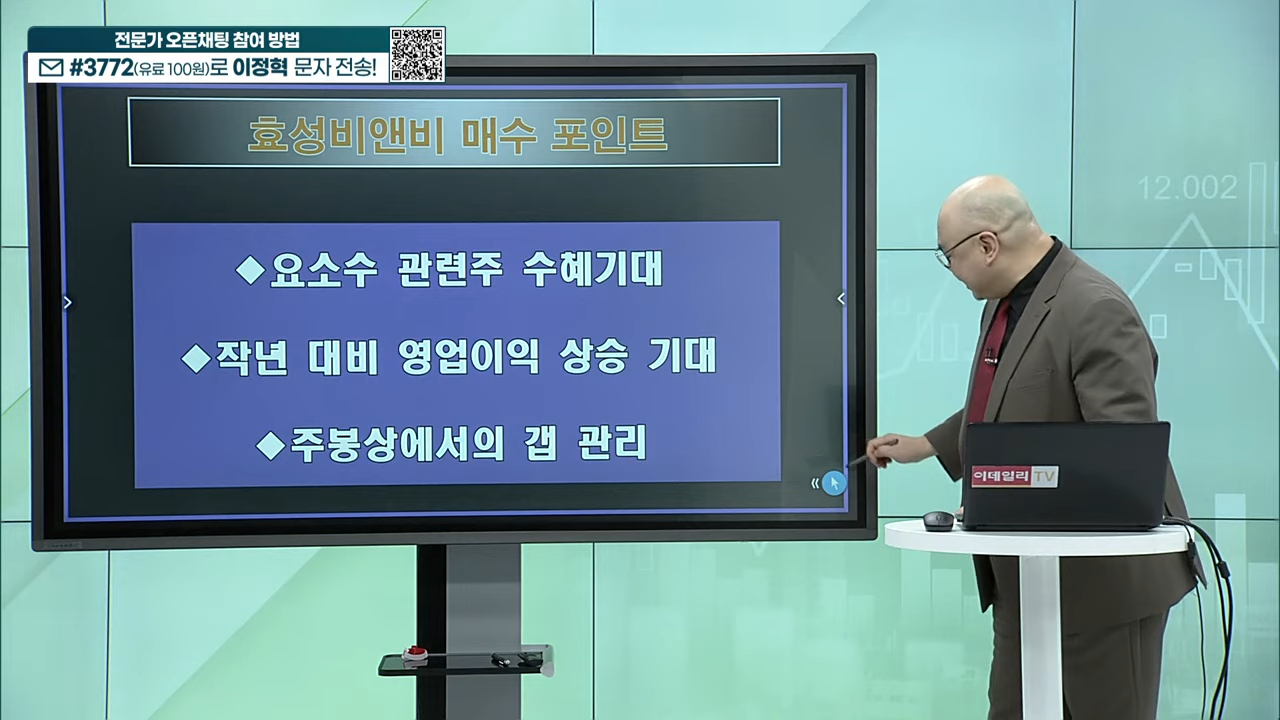 전문가 오픈채팅 참여 방법
#3772(유료 100원)로 이정혁 문자 전송!
효성비앤비 매수 포인트
◆요소수 관련주 수혜기대
◆작년 대비 영업이익 상승 기대
◆주봉상에서의 갭 관리
12.002
이데일리TV